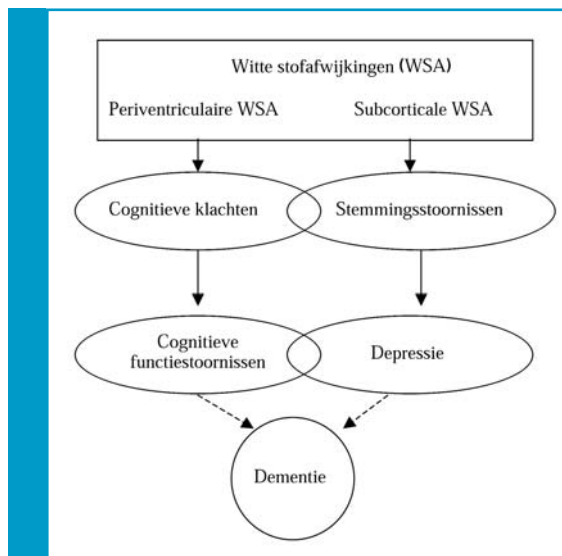 Witte stofafwijkingen (WSA)
Periventriculaire WSA
Subcorticale WSA
Cognitieve klachten
Stemmingsstoornissen
Cognitieve
functiestoornissen
Depressie
Dementie